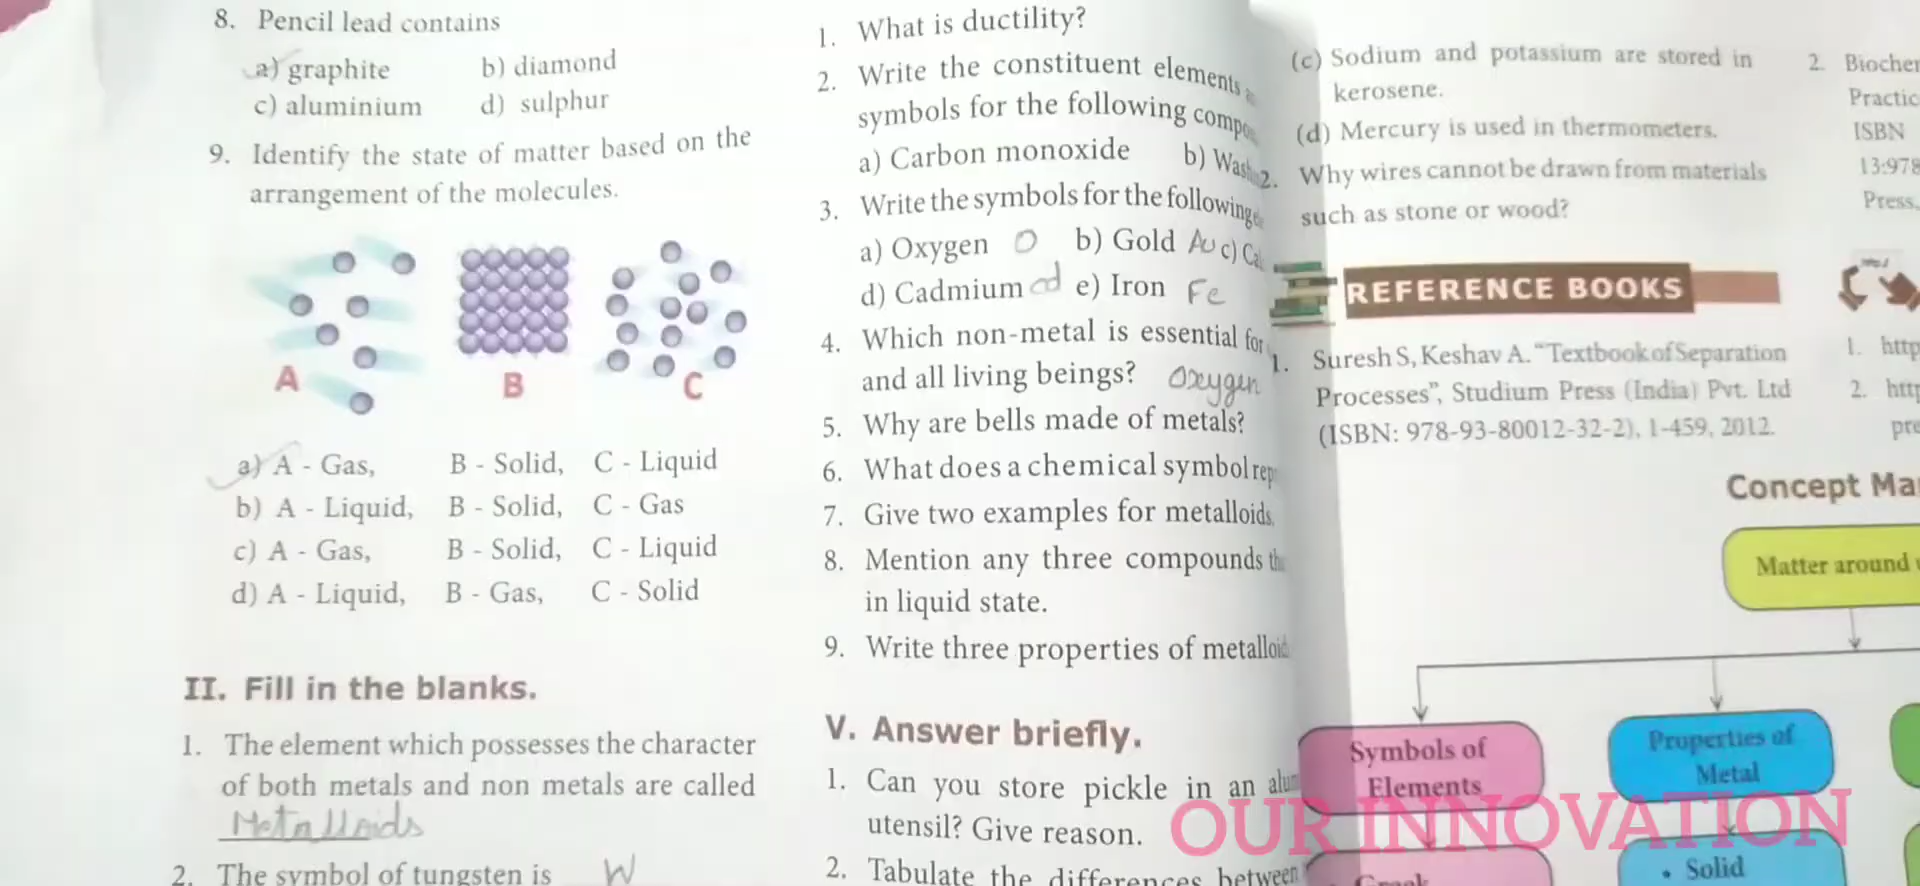 8. Pencil lead contains
a) graphite b) diamond
c) aluminium d) sulphur
9. Identify the state of matter based on the
arrangement of the molecules.
A B C
a) A - Gas, B - Solid, C - Liquid
b) A - Liquid, B - Solid, C - Gas
c) A - Gas, B - Solid, C - Liquid
d) A - Liquid, B - Gas, C - Solid
II. Fill in the blanks.
1. The element which possesses the character
of both metals and non metals are called
Metalloids
2. The symbol of tungsten is W
1. What is ductility?
2. Write the constituent elements
symbols for the following
a) Carbon monoxide b)
3. Write the symbols for the following
a) Oxygen O b) Gold Au c)
d) Cadmium cd e) Iron Fe
4. Which non-metal is essential for
and all living beings? Oxygen
5. Why are bells made of metals?
6. What does a chemical symbol
7. Give two examples for metalloids.
8. Mention any three compounds
in liquid state.
9. Write three properties of
V. Answer briefly.
1. Can you store pickle in an
utensil? Give reason.
2. Tabulate the differences between
(c) Sodium and potassium are stored in
kerosene.
(d) Mercury is used in thermometers.
2. Why wires cannot be drawn from materials
such as stone or wood?
REFERENCE BOOKS
1. Suresh S, Keshav A. "Textbook of Separation
Processes", Studium Press (India) Pvt. Ltd
(ISBN: 978-93-80012-32-2), 1-459, 2012.
2.
ISBN
13:978
Press,
1. http
2. http
Concept
Matter around
Symbols of
Elements
Properties of
Metal
• Solid
OUR INNOVATION